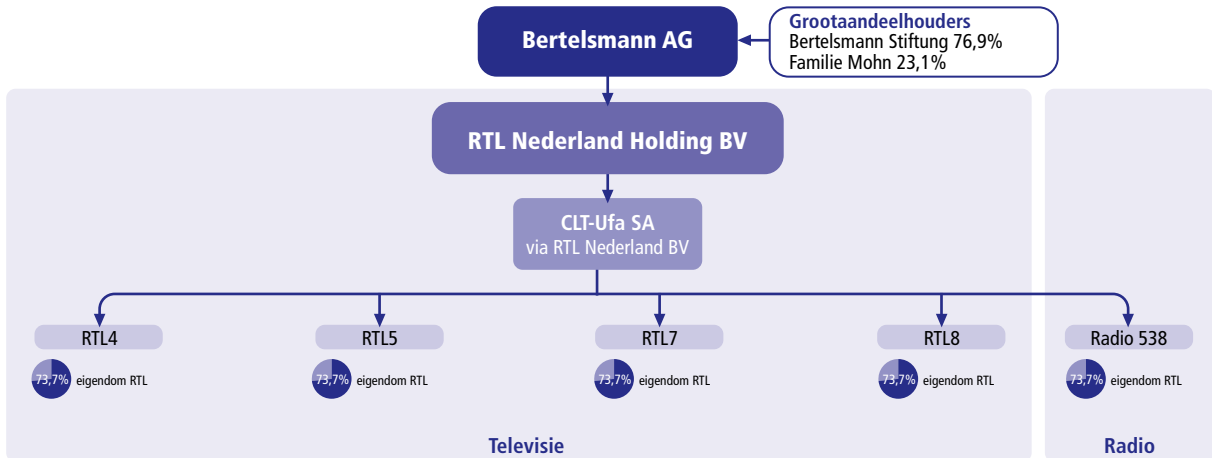 Bertelsmann AG
Grootaandeelhouders
Bertelsmann Stiftung 76,9%
Familie Mohn 23,1%
RTL Nederland Holding BV
CLT-Ufa SA
via RTL Nederland BV
RTL4
RTL5
RTL7
RTL8
Radio 538
73,7% eigendom RTL
73,7% eigendom RTL
73,7% eigendom RTL
73,7% eigendom RTL
73,7% eigendom RTL
Televisie
Radio